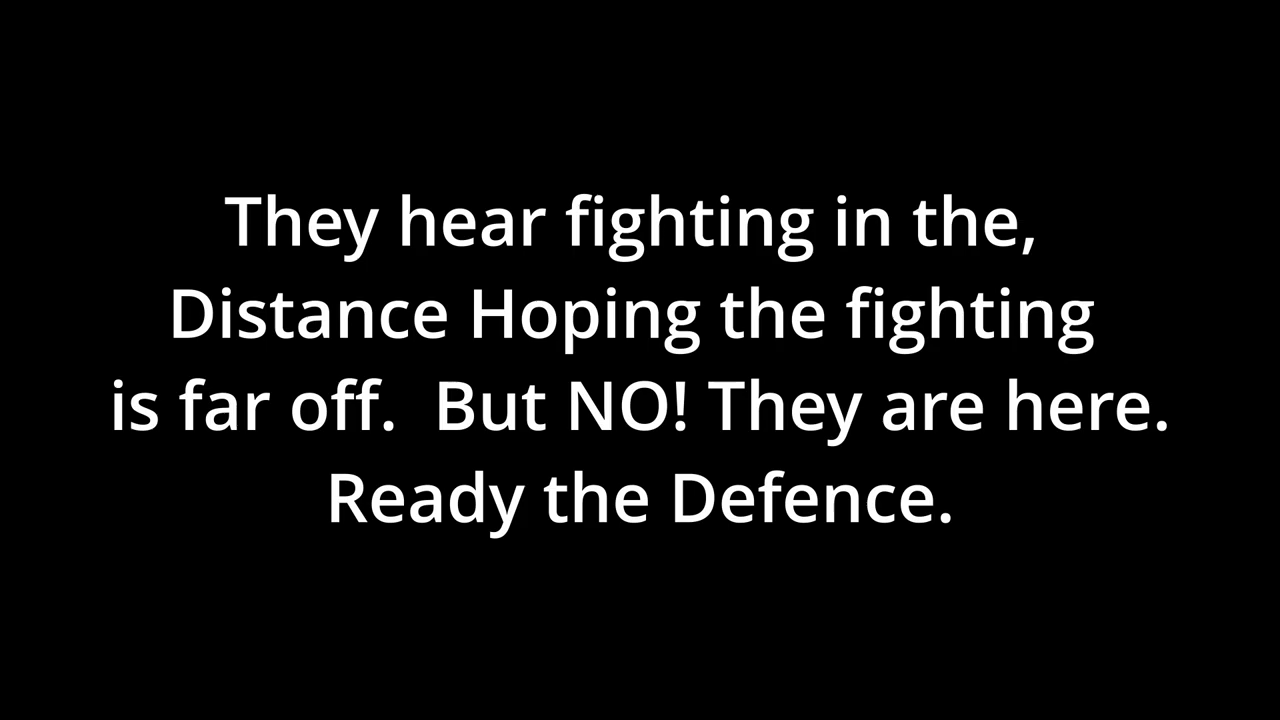 They hear fighting in the,
Distance Hoping the fighting
is far off.  But NO! They are here.
Ready the Defence.